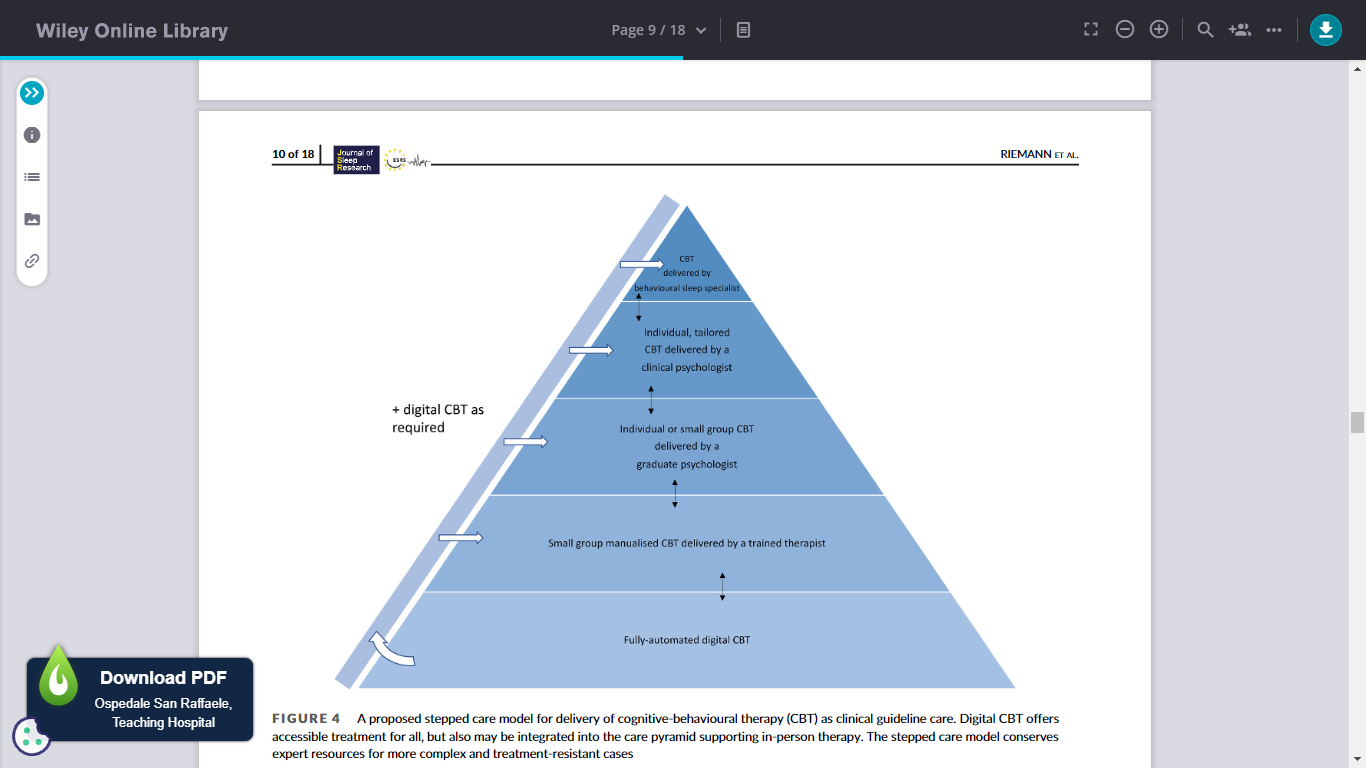 Wiley Online Library
Page 9 / 18
10 of 18
Journal of
Sleep
Research
ESRS
RIEMANN ET AL.
CBT
delivered by
behavioural sleep specialist
Individual, tailored
CBT delivered by a
clinical psychologist
+ digital CBT as
required
Individual or small group CBT
delivered by a
graduate psychologist
Small group manualised CBT delivered by a trained therapist
Fully-automated digital CBT
Download PDF
Ospedale San Raffaele,
Teaching Hospital
FIGURE 4 A proposed stepped care model for delivery of cognitive-behavioural therapy (CBT) as clinical guideline care. Digital CBT offers
accessible treatment for all, but also may be integrated into the care pyramid supporting in-person therapy. The stepped care model conserves
expert resources for more complex and treatment-resistant cases